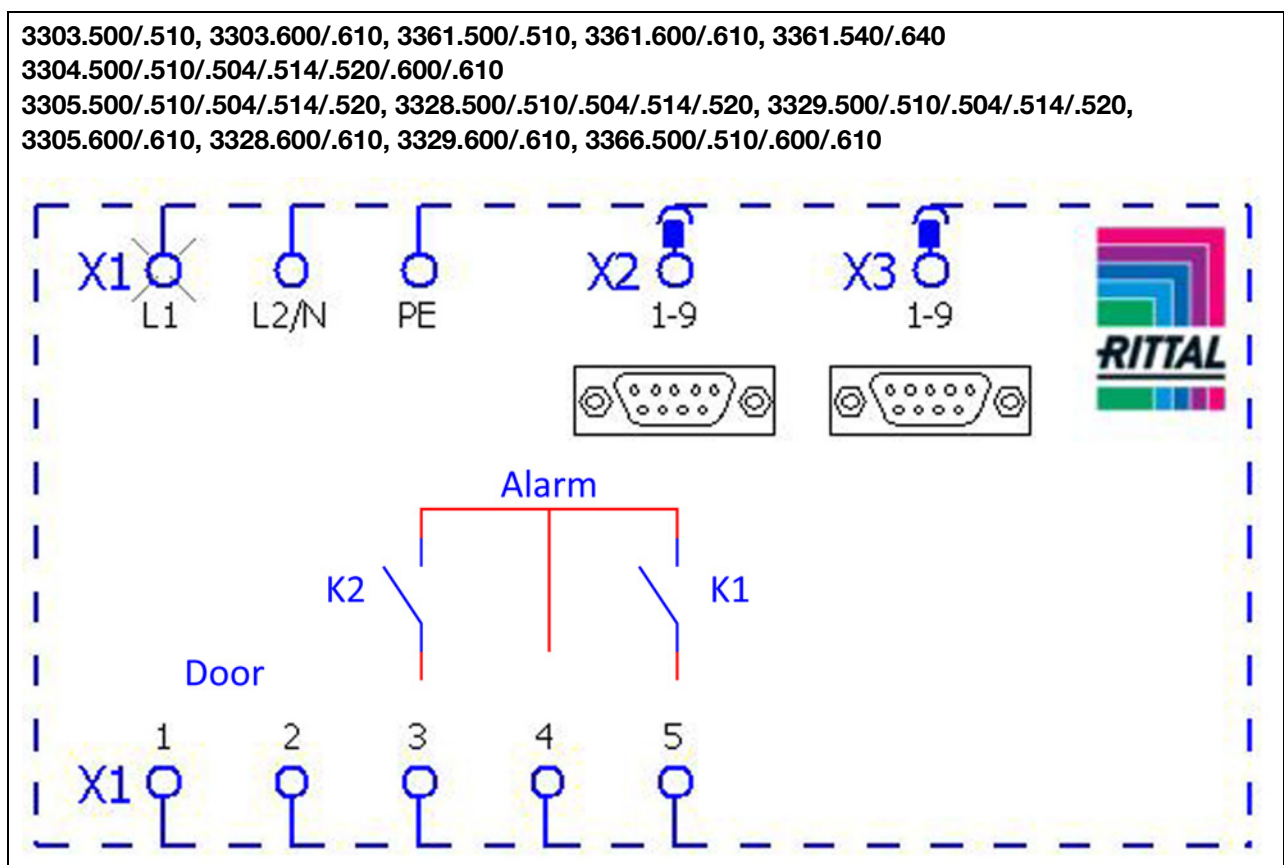 3303.500/.510, 3303.600/.610, 3361.500/.510, 3361.600/.610, 3361.540/.640
3304.500/.510/.504/.514/.520/.600/.610
3305.500/.510/.504/.514/.520, 3328.500/.510/.504/.514/.520, 3329.500/.510/.504/.514/.520,
3305.600/.610, 3328.600/.610, 3329.600/.610, 3366.500/.510/.600/.610
X1 X2 X3
L1 L2/N PE 1-9 1-9
RITTAL
Alarm
K2 K1
Door
1 2 3 4 5
X1